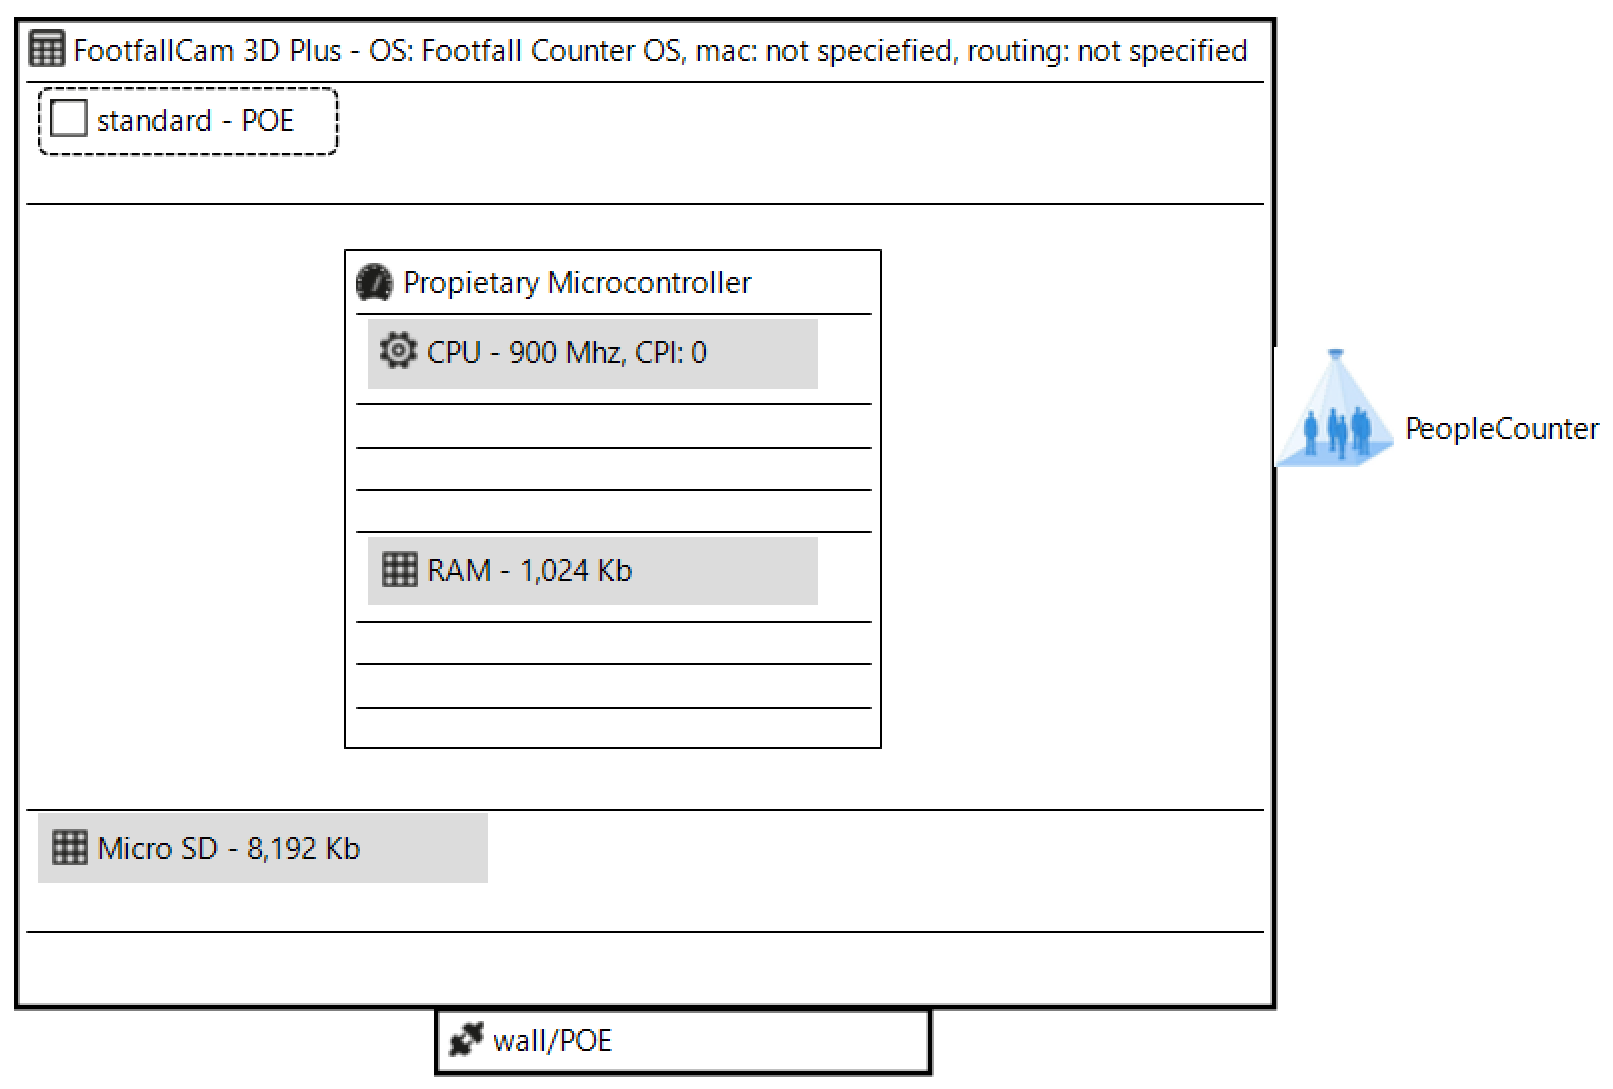 FootfallCam 3D Plus - OS: Footfall Counter OS, mac: not speciefied, routing: not specified
standard - POE
Propietary Microcontroller
CPU - 900 Mhz, CPI: 0
PeopleCounter
RAM - 1,024 Kb
Micro SD - 8,192 Kb
wall/POE